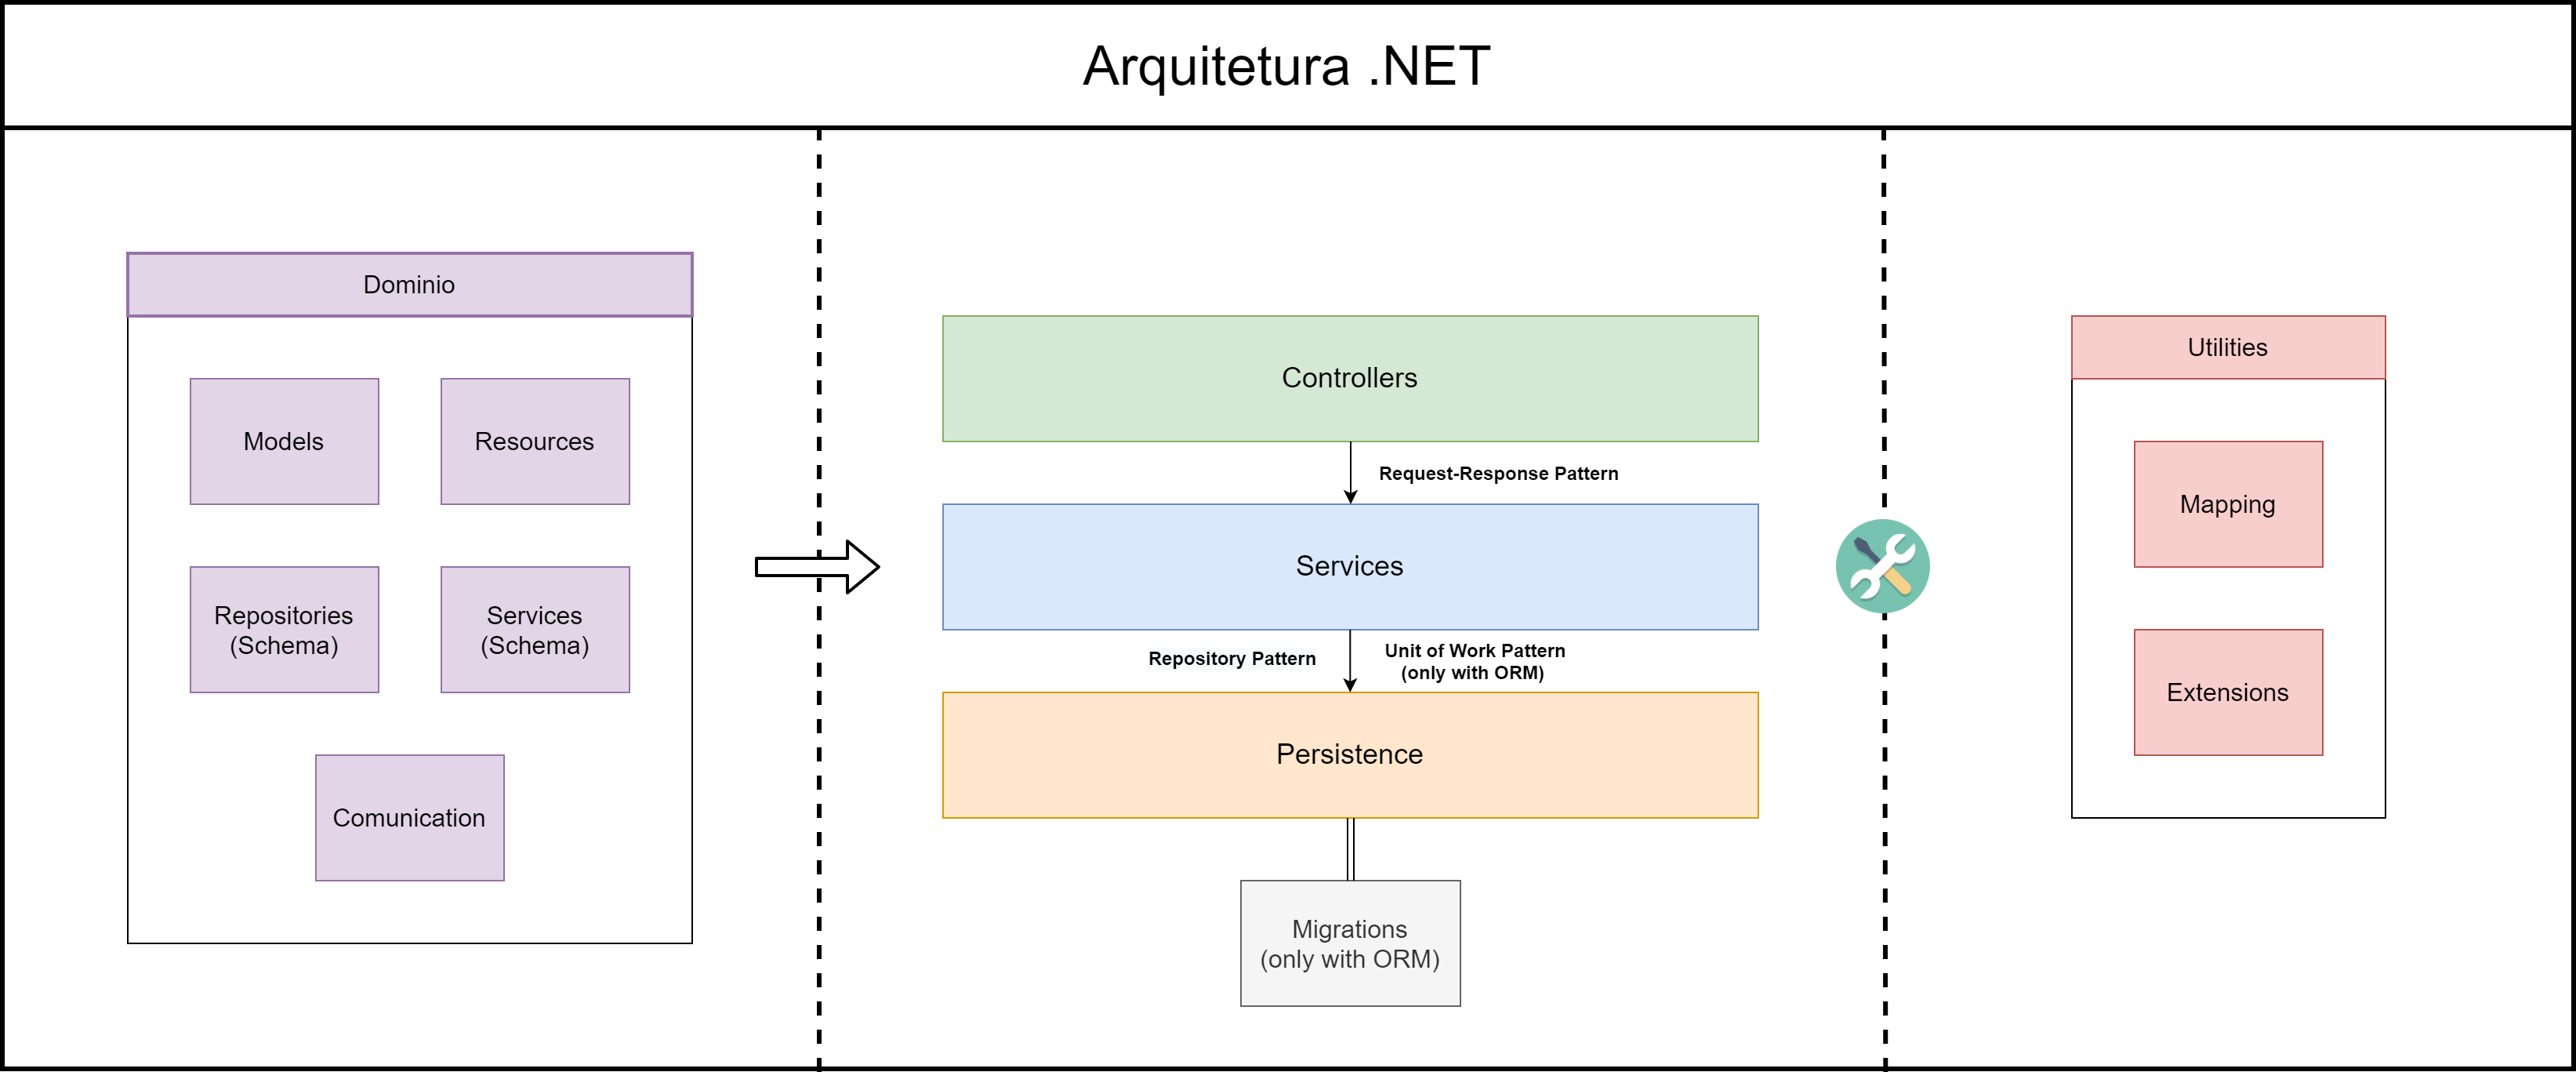 Arquitetura .NET
Dominio
Models
Resources
Repositories
(Schema)
Services
(Schema)
Comunication
Controllers
Request-Response Pattern
Services
Repository Pattern
Unit of Work Pattern
(only with ORM)
Persistence
Migrations
(only with ORM)
Utilities
Mapping
Extensions